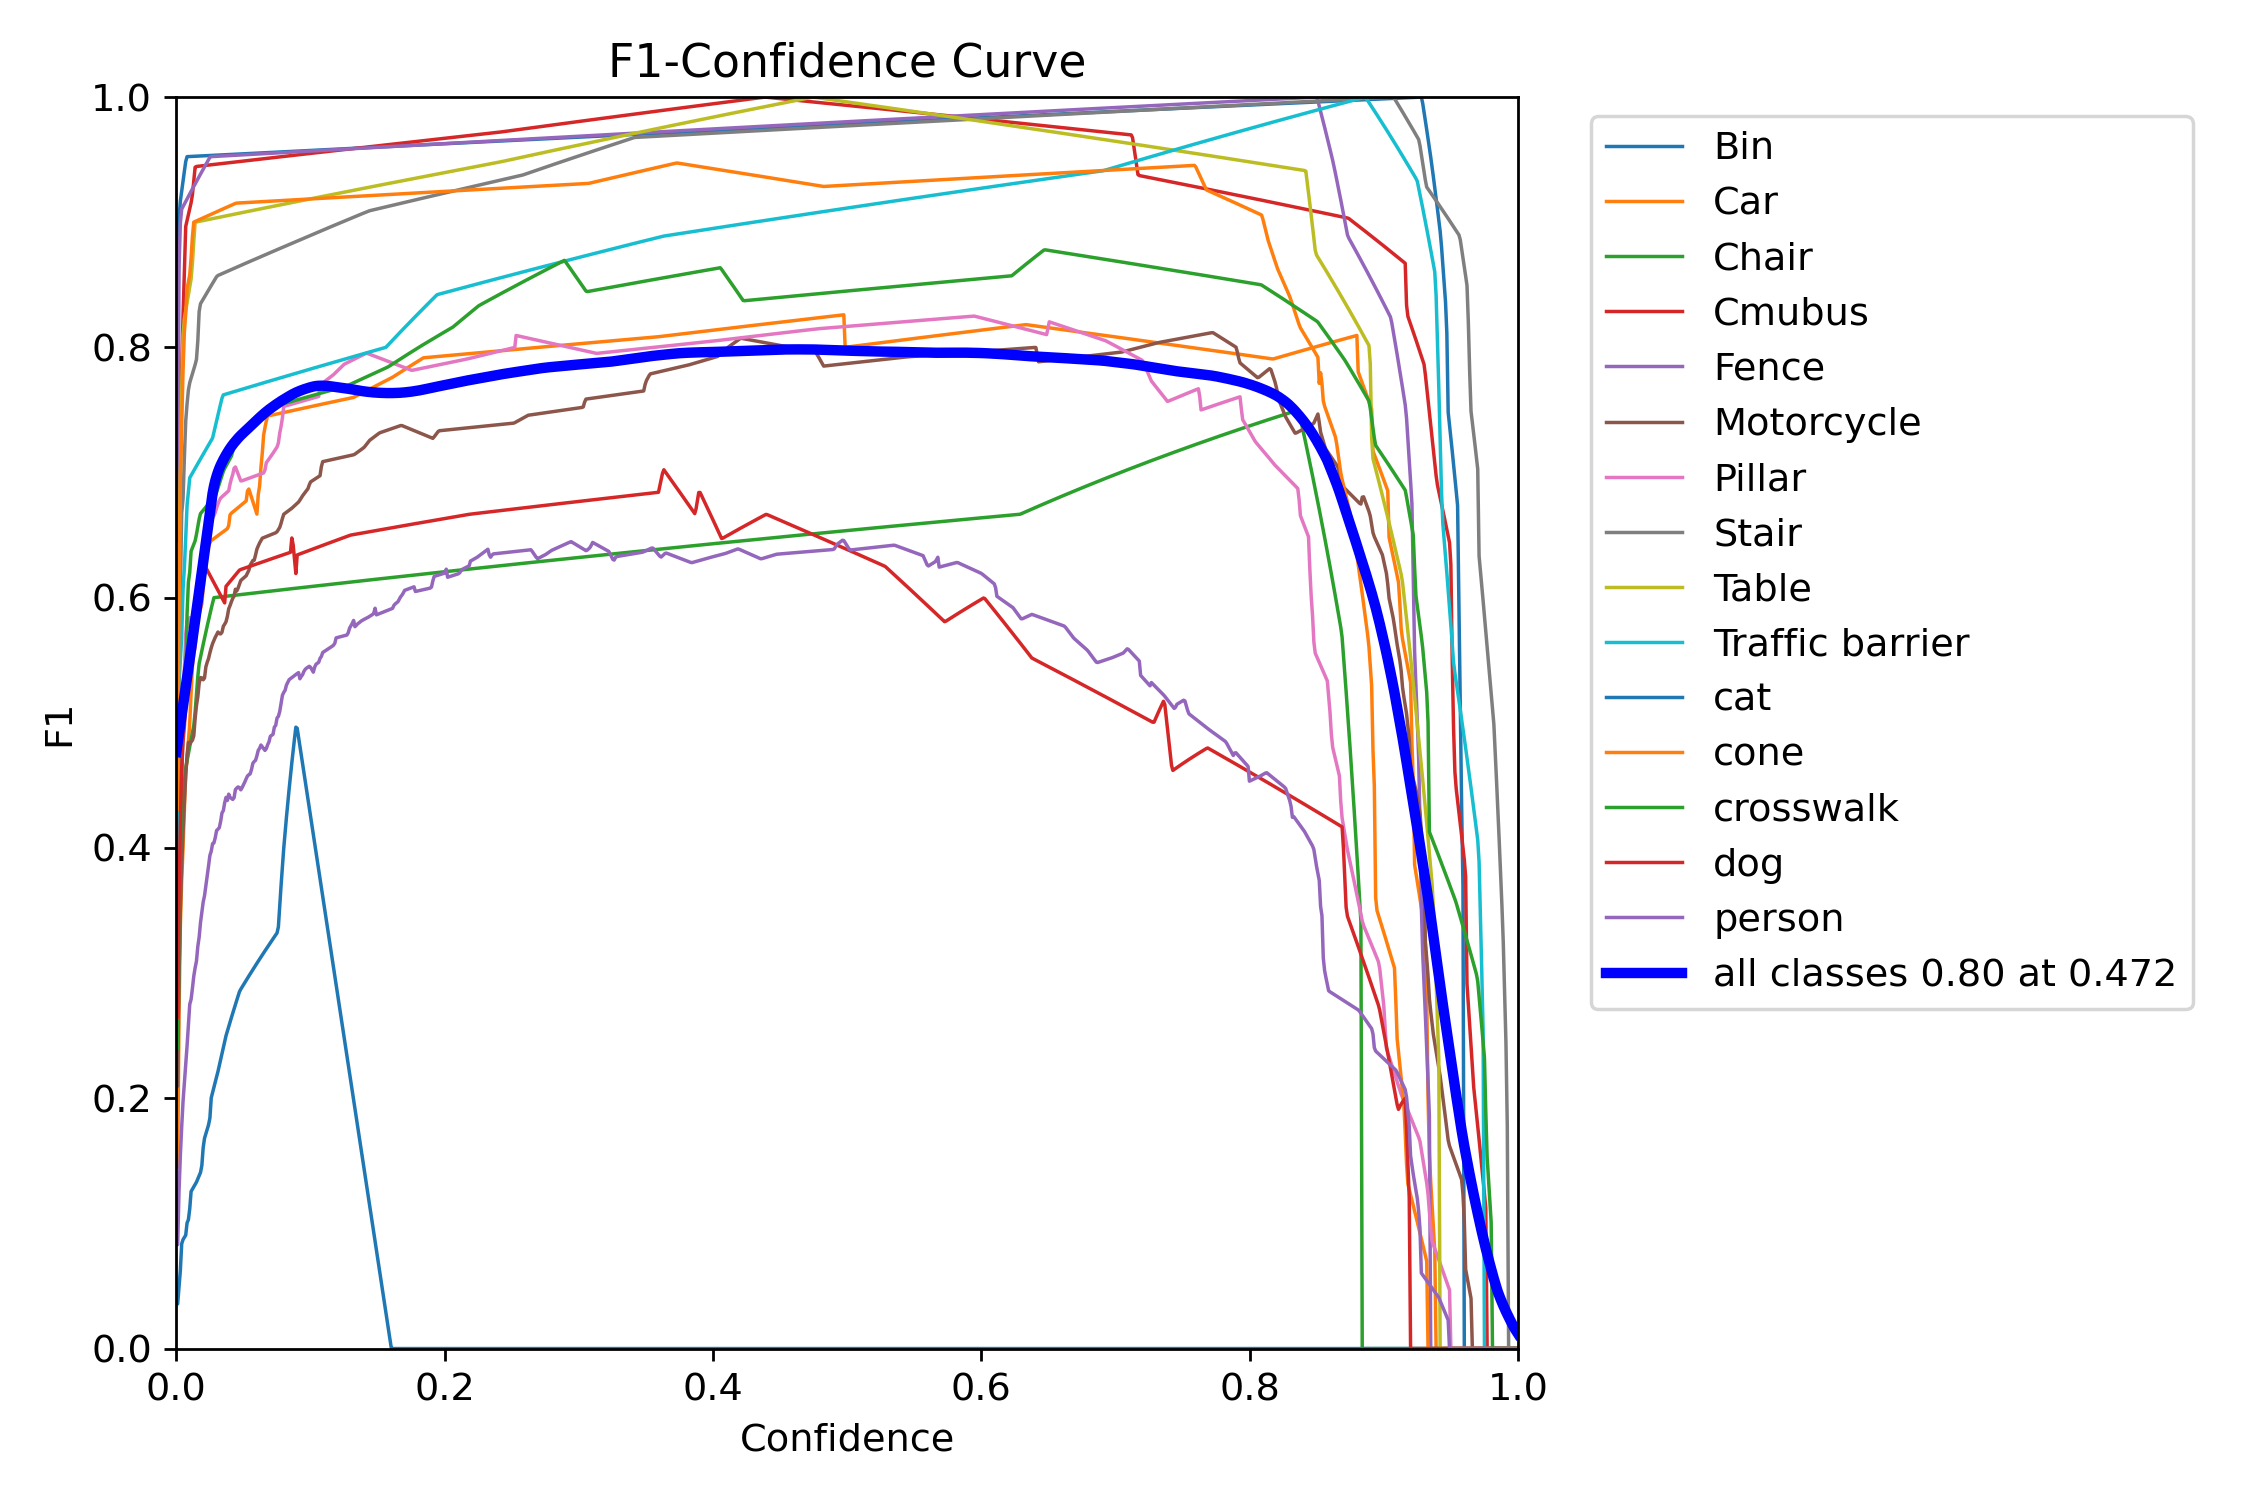 F1-Confidence Curve
1.0
0.8
0.6
0.4
0.2
0.0
F1
0.0 0.2 0.4 0.6 0.8 1.0
Confidence
Bin
Car
Chair
Cmubus
Fence
Motorcycle
Pillar
Stair
Table
Traffic barrier
cat
cone
crosswalk
dog
person
all classes 0.80 at 0.472